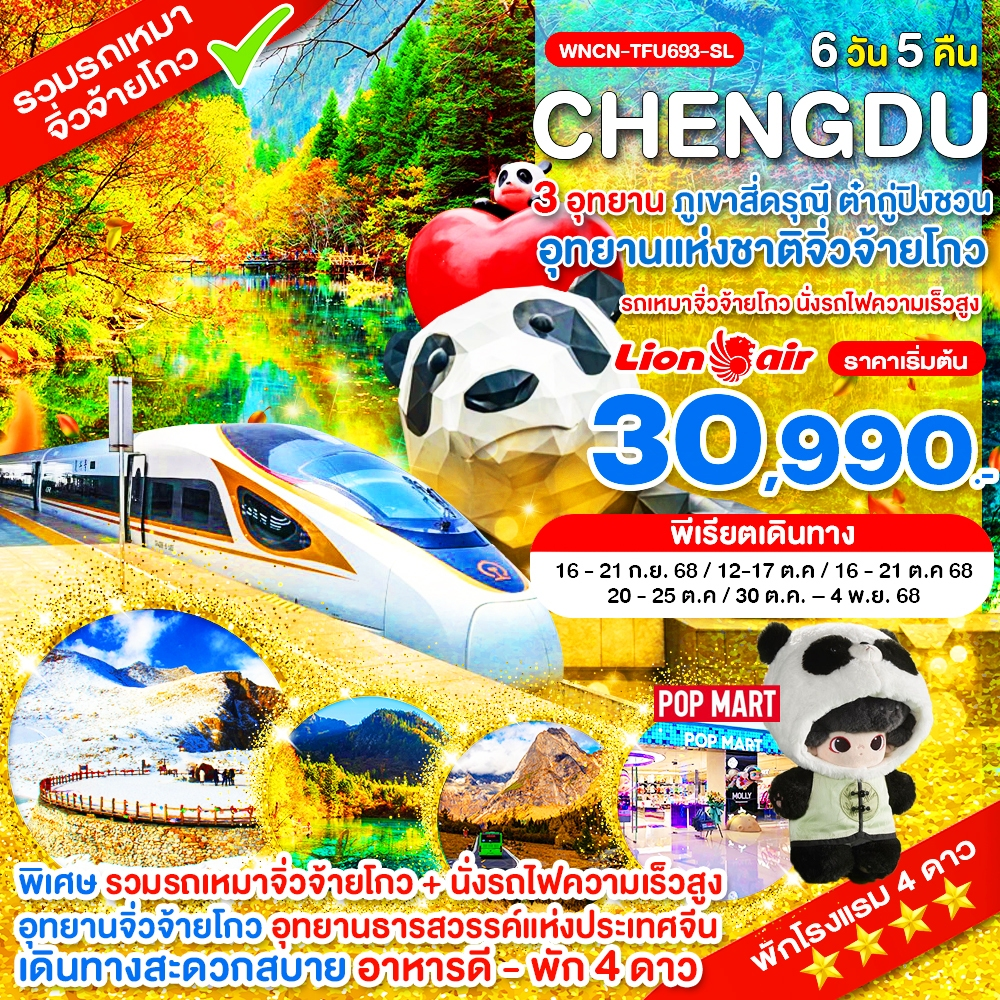 รวมรถเหมา
จิ่วจ้ายโกว
WNCN-TFU693-SL
6 วัน 5 คืน
CHENGDU
3 อุทยาน ภูเขาสี่ดรุณี ต๋ากู่ปิงชวน
อุทยานแห่งชาติจิ่วจ้ายโกว
รถเหมาจิ่วจ้ายโกว นั่งรถไฟความเร็วสูง
Lion air
ราคาเริ่มต้น
30,990.-
พีเรียตเดินทาง
16 - 21 ก.ย. 68 / 12-17 ต.ค / 16 - 21 ต.ค 68
20 - 25 ต.ค / 30 ต.ค. – 4 พ.ย. 68
POP MART
POP MART
MOLLY
พิเศษ รวมรถเหมาจิ่วจ้ายโกว + นั่งรถไฟความเร็วสูง
อุทยานจิ่วจ้ายโกว อุทยานธารสวรรค์แห่งประเทศจีน
เดินทางสะดวกสบาย อาหารดี - พัก 4 ดาว
พักโรงแรม 4 ดาว